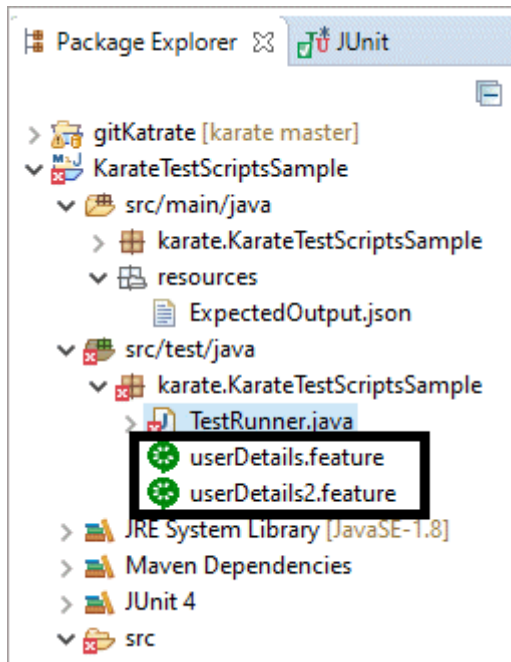 Package Explorer JUnit
gitKatrate [karate master]
KarateTestScriptsSample
src/main/java
karate.KarateTestScriptsSample
resources
ExpectedOutput.json
src/test/java
karate.KarateTestScriptsSample
TestRunner.java
userDetails.feature
userDetails2.feature
JRE System Library [JavaSE-1.8]
Maven Dependencies
JUnit 4
src